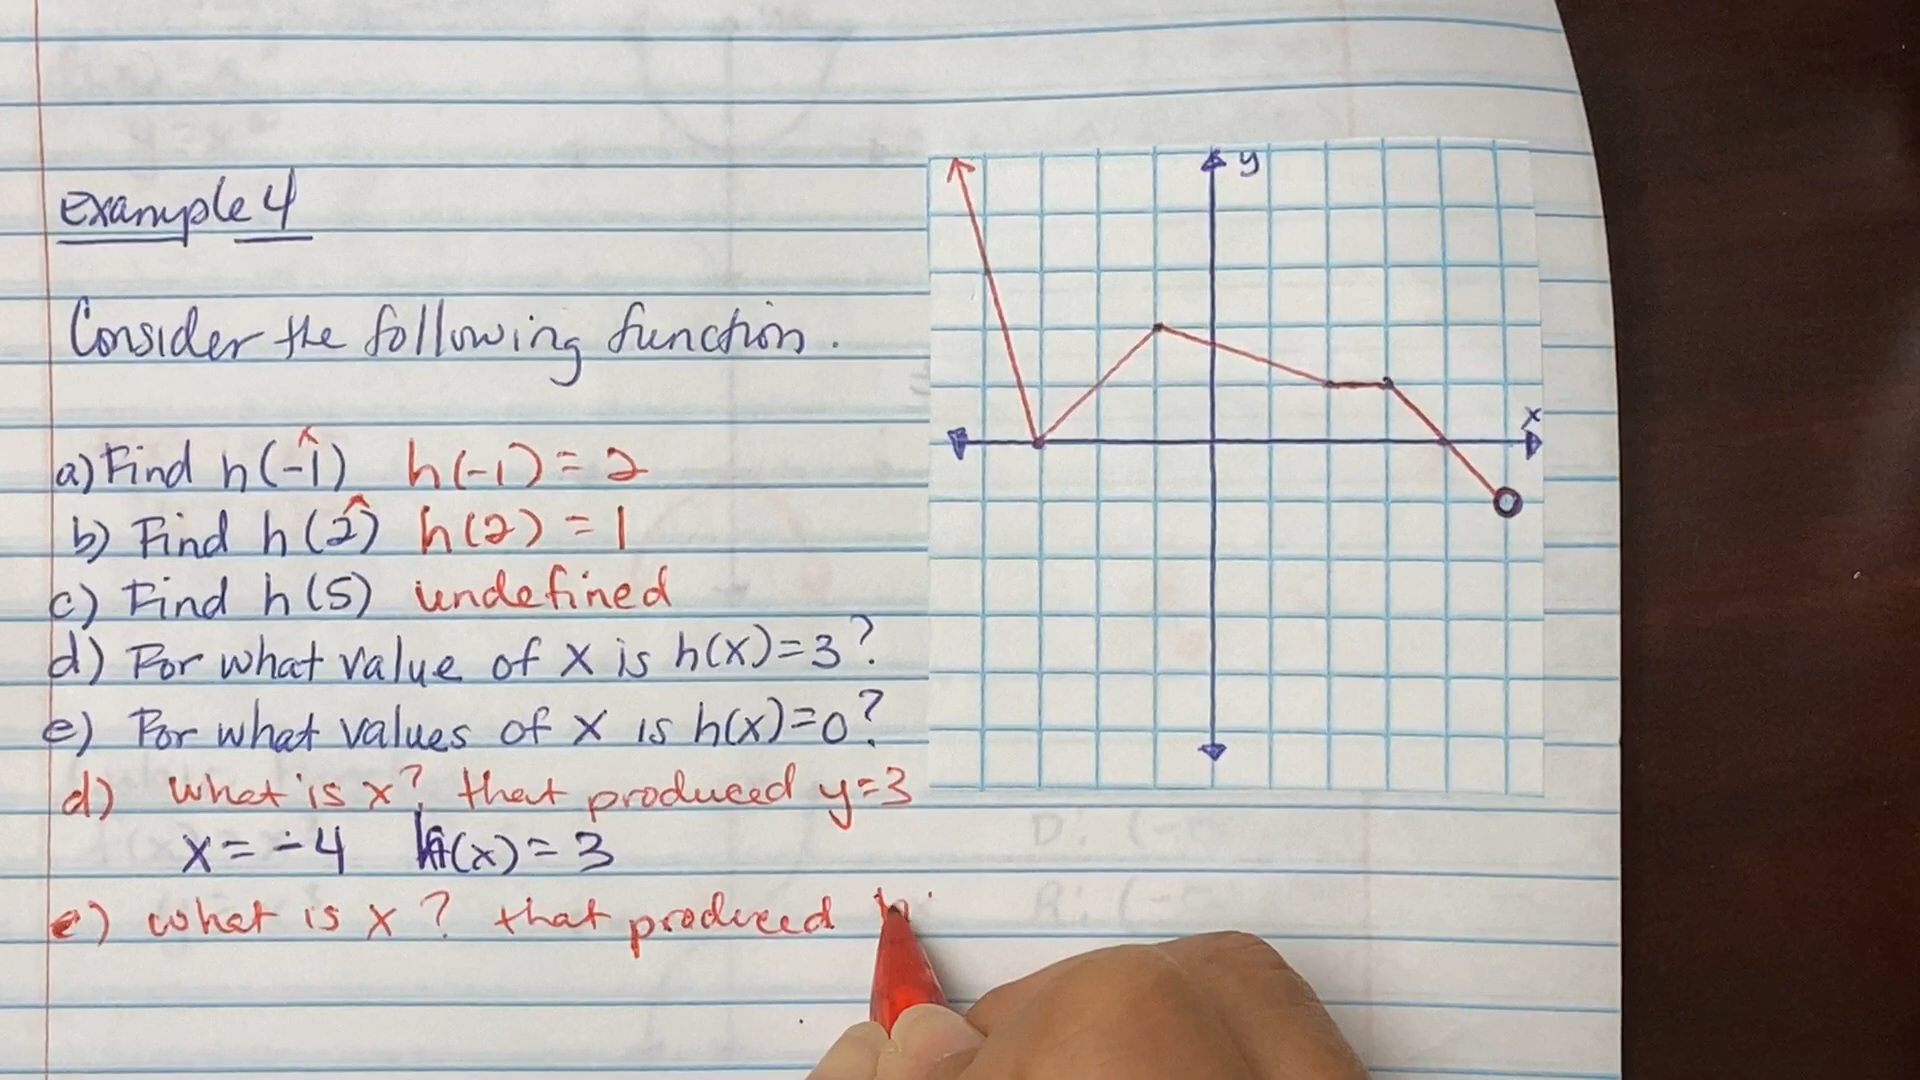 Example 4
Consider the following function.
a) Find h(-1) h(-1) = 2
b) Find h(2) h(2) = 1
c) Find h(5) undefined
d) For what value of x is h(x)=3?
e) For what values of x is h(x)=0?
d) what is x? that produced y=3
x = -4 h(x) = 3
e) what is x? that produced
y
x